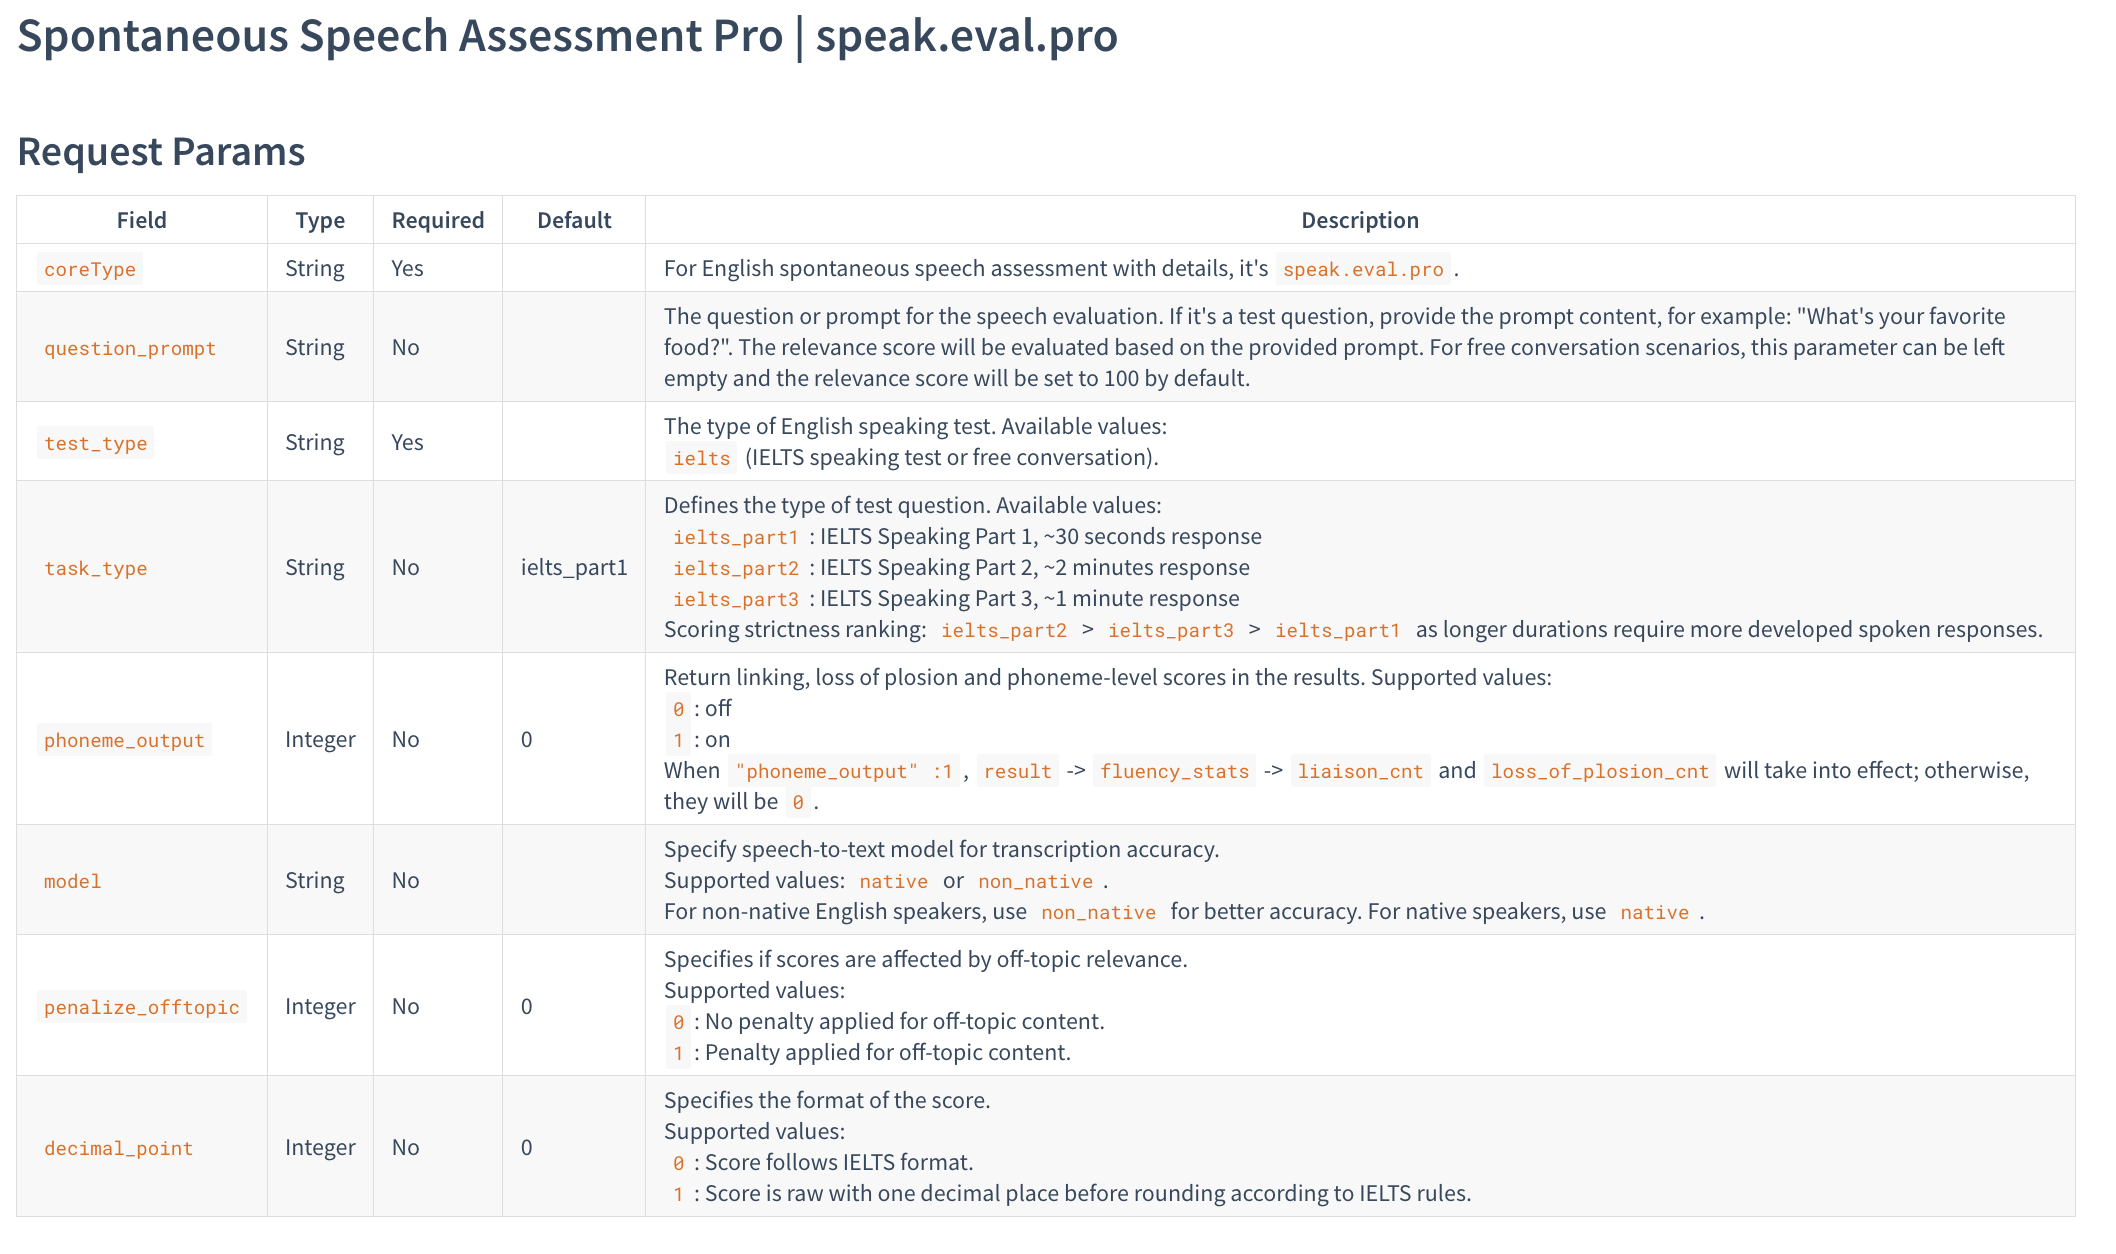 Spontaneous Speech Assessment Pro | speak.eval.pro
Request Params
Field Type Required Default Description
coreType String Yes For English spontaneous speech assessment with details, it's speak.eval.pro .
question_prompt String No The question or prompt for the speech evaluation. If it's a test question, provide the prompt content, for example: "What's your favorite
food?". The relevance score will be evaluated based on the provided prompt. For free conversation scenarios, this parameter can be left
empty and the relevance score will be set to 100 by default.
test_type String Yes The type of English speaking test. Available values:
ielts (IELTS speaking test or free conversation).
task_type String No ielts_part1 Defines the type of test question. Available values:
ielts_part1 : IELTS Speaking Part 1, ~30 seconds response
ielts_part2 : IELTS Speaking Part 2, ~2 minutes response
ielts_part3 : IELTS Speaking Part 3, ~1 minute response
Scoring strictness ranking: ielts_part2 > ielts_part3 > ielts_part1 as longer durations require more developed spoken responses.
phoneme_output Integer No 0 Return linking, loss of plosion and phoneme-level scores in the results. Supported values:
0 : off
1 : on
When "phoneme_output" :1 , result -> fluency_stats -> liaison_cnt and loss_of_plosion_cnt will take into effect; otherwise,
they will be 0 .
model String No Specify speech-to-text model for transcription accuracy.
Supported values: native or non_native .
For non-native English speakers, use non_native for better accuracy. For native speakers, use native .
penalize_offtopic Integer No 0 Specifies if scores are affected by off-topic relevance.
Supported values:
0 : No penalty applied for off-topic content.
1 : Penalty applied for off-topic content.
decimal_point Integer No 0 Specifies the format of the score.
Supported values:
0 : Score follows IELTS format.
1 : Score is raw with one decimal place before rounding according to IELTS rules.